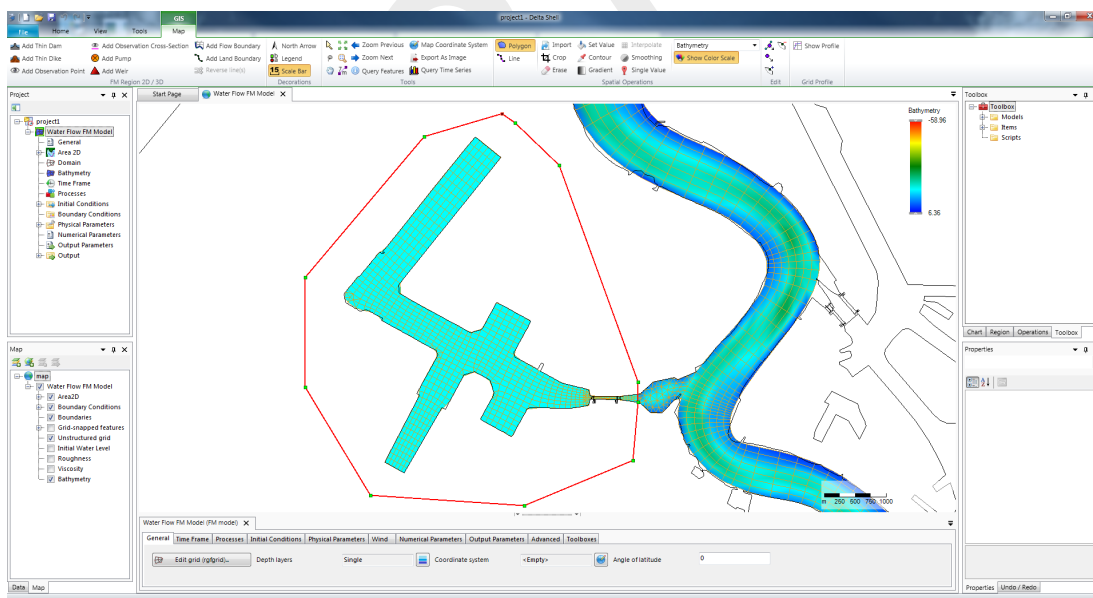 project1 - Delta Shell
GIS
File Home View Tools Map
Add Thin Dam Add Observation Cross-Section Add Flow Boundary North Arrow Zoom Previous Map Coordinate System Polygon Import Set Value Interpolate Bathymetry Show Profile
Add Thin Dike Add Pump Add Land Boundary Legend Zoom Next Export As Image Line Crop Contour Smoothing Show Color Scale
Add Observation Point Add Weir Reverse line(s) 15 Scale Bar Query Features Query Time Series Erase Gradient Single Value
FM Region 2D / 3D Decorations Tools Spatial Operations Edit Grid Profile
Project
project1
Water Flow FM Model
General
Area 2D
Domain
Bathymetry
Time Frame
Processes
Initial Conditions
Boundary Conditions
Physical Parameters
Numerical Parameters
Output Parameters
Output
Map
map
Water Flow FM Model
Area2D
Boundary Conditions
Boundaries
Grid-snapped features
Unstructured grid
Initial Water Level
Roughness
Viscosity
Bathymetry
Data Map
Start Page Water Flow FM Model X
Bathymetry
-58.96
6.36
m 250 500 750 1000
Water Flow FM Model (FM model) X
General Time Frame Processes Initial Conditions Physical Parameters Wind Numerical Parameters Output Parameters Advanced Toolboxes
Edit grid (rgfgrid)... Depth layers Single Coordinate system <Empty> Angle of latitude 0
Toolbox
Toolbox
Models
Items
Scripts
Chart Region Operations Toolbox
Properties
Properties Undo / Redo